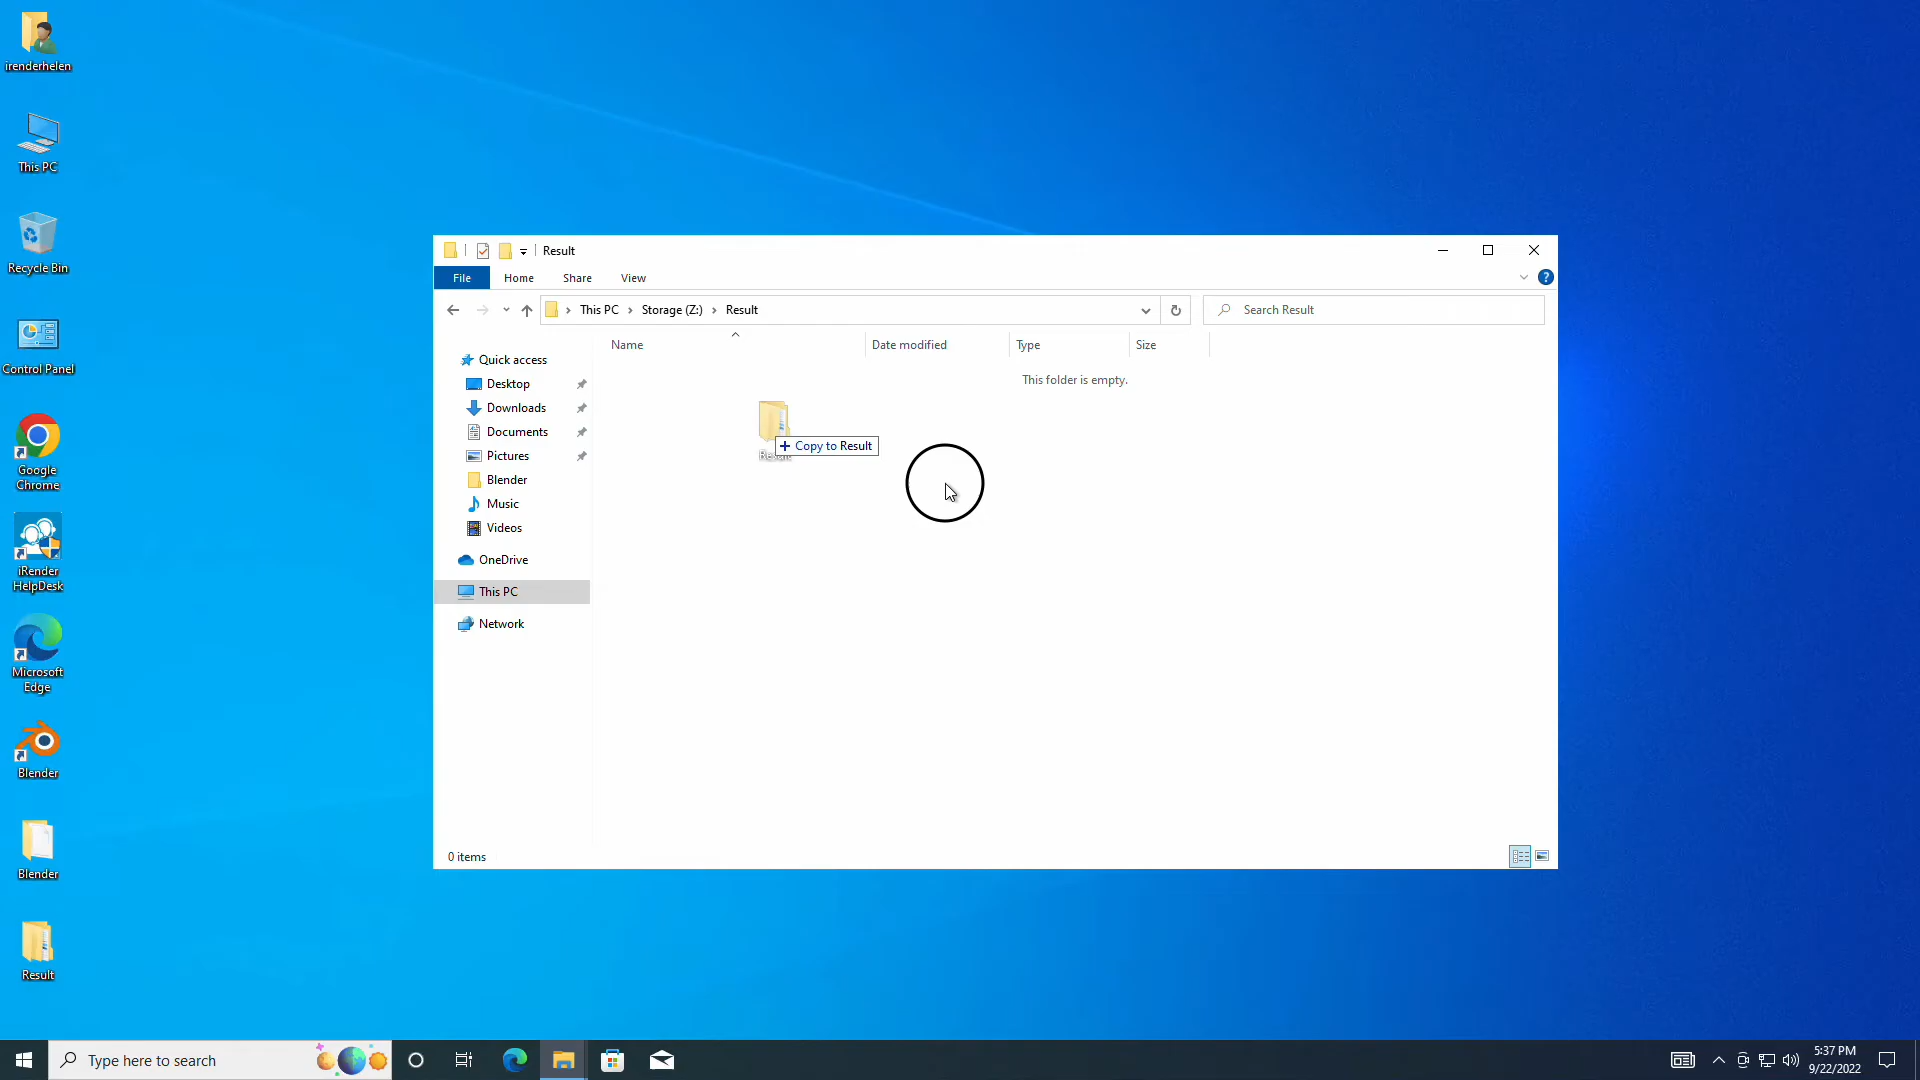 irenderhelen
This PC
Recycle Bin
Control Panel
Google
Chrome
iRender
HelpDesk
Microsoft
Edge
Blender
Blender
Result
Result
File
Home
Share
View
?
This PC
Storage (Z:)
Result
Search Result
Name
Date modified
Type
Size
This folder is empty.
Quick access
Desktop
Downloads
Documents
Pictures
Blender
Music
Videos
OneDrive
This PC
Network
+ Copy to Result
0 items
Type here to search
5:37 PM
9/22/2022